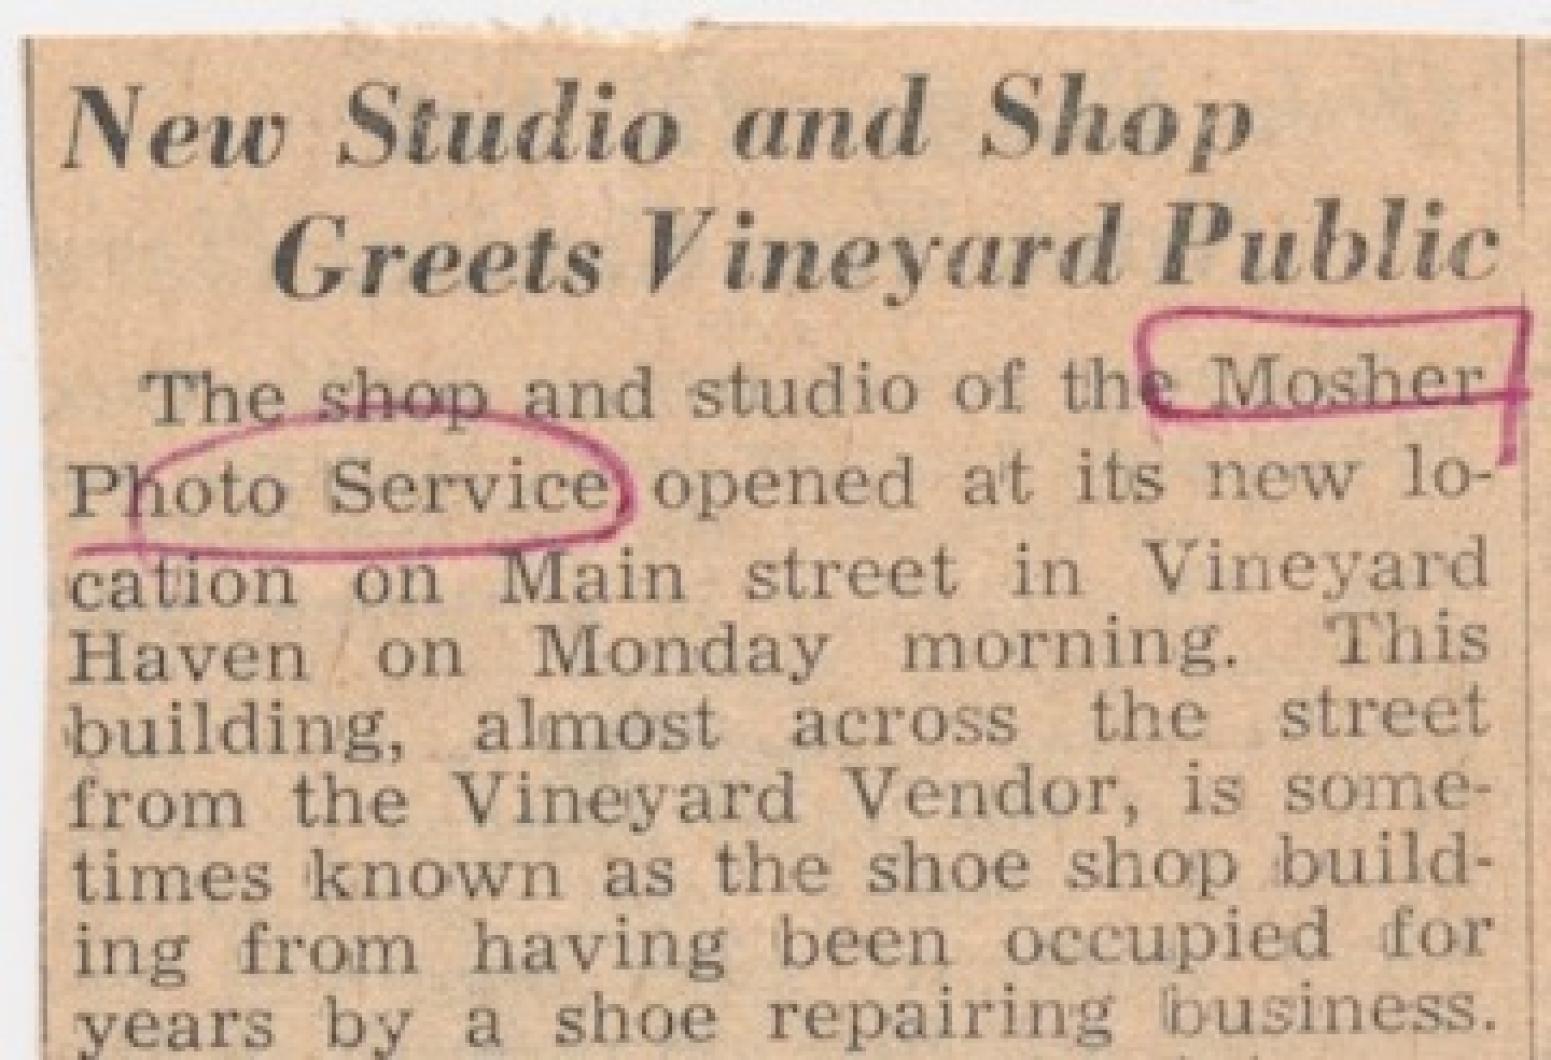 New Studio and Shop
Greets Vineyard Public
The shop and studio of the Mosher
Photo Service opened at its new lo-
cation on Main street in Vineyard
Haven on Monday morning. This
building, almost across the street
from the Vineyard Vendor, is some-
times known as the shoe shop build-
ing from having been occupied for
years by a shoe repairing business.